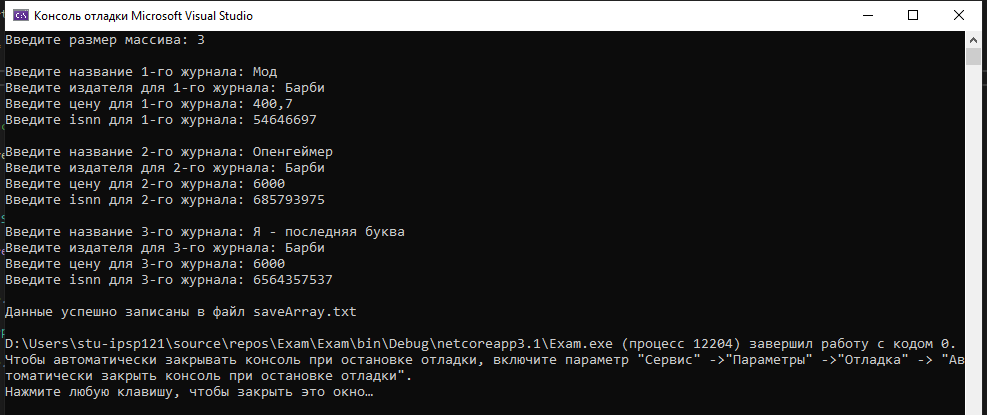 Консоль отладки Microsoft Visual Studio
Введите размер массива: 3
Введите название 1-го журнала: Мод
Введите издателя для 1-го журнала: Барби
Введите цену для 1-го журнала: 400,7
Введите isnn для 1-го журнала: 54646697
Введите название 2-го журнала: Опенгеймер
Введите издателя для 2-го журнала: Барби
Введите цену для 2-го журнала: 6000
Введите isnn для 2-го журнала: 685793975
Введите название 3-го журнала: Я - последняя буква
Введите издателя для 3-го журнала: Барби
Введите цену для 3-го журнала: 6000
Введите isnn для 3-го журнала: 6564357537
Данные успешно записаны в файл saveArray.txt
D:\Users\stu-ipsp121\source\repos\Exam\Exam\bin\Debug\netcoreapp3.1\Exam.exe (процесс 12204) завершил работу с кодом 0.
Чтобы автоматически закрывать консоль при остановке отладки, включите параметр "Сервис" ->"Параметры" ->"Отладка" -> "Ав
томатически закрыть консоль при остановке отладки".
Нажмите любую клавишу, чтобы закрыть это окно…